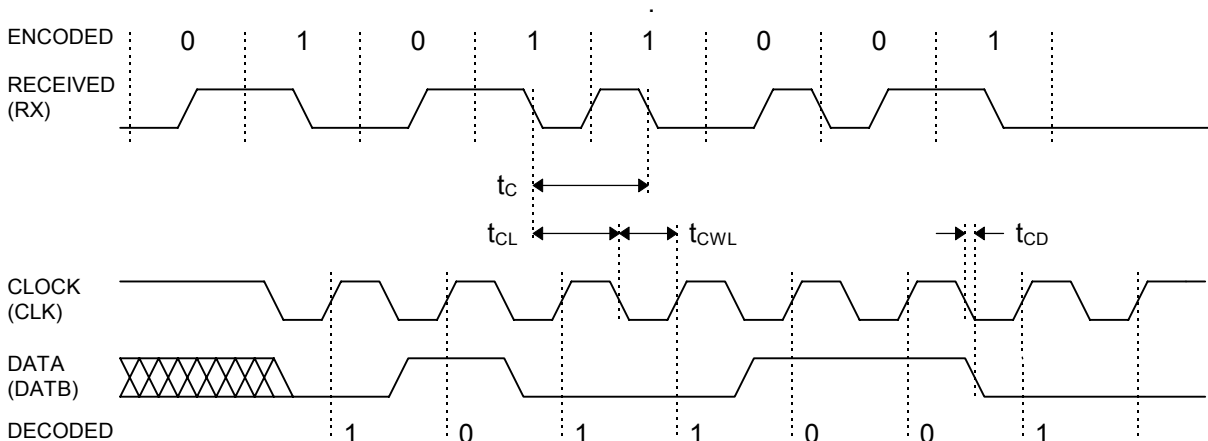 ENCODED 0 1 0 1 1 0 0 1
RECEIVED
(RX)
tC
tCL tCWL tCD
CLOCK
(CLK)
DATA
(DATB)
DECODED 1 0 1 1 0 0 1